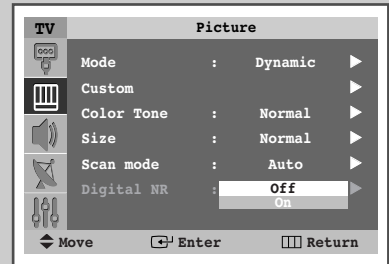 TV Picture
Mode : Dynamic
Custom
Color Tone : Normal
Size : Normal
Scan mode : Auto
Digital NR : Off
On
Move Enter Return